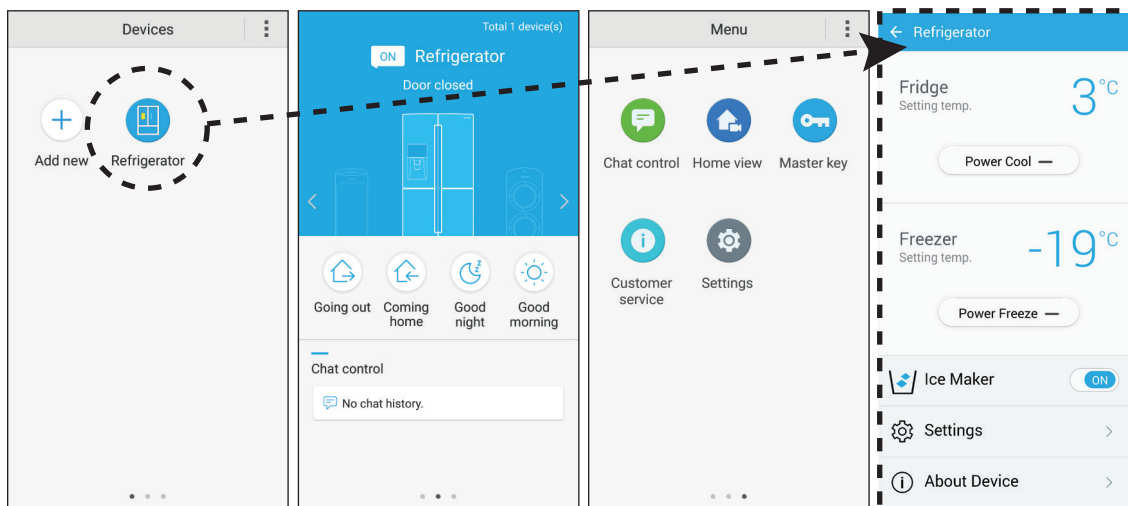 Devices
Add new
Refrigerator
Total 1 device(s)
ON Refrigerator
Door closed
Going out
Coming
home
Good
night
Good
morning
Chat control
No chat history.
Menu
Chat control
Home view
Master key
Customer
service
Settings
Refrigerator
Fridge
Setting temp.
3°C
Power Cool —
Freezer
Setting temp.
-19°C
Power Freeze —
Ice Maker
ON
Settings
About Device